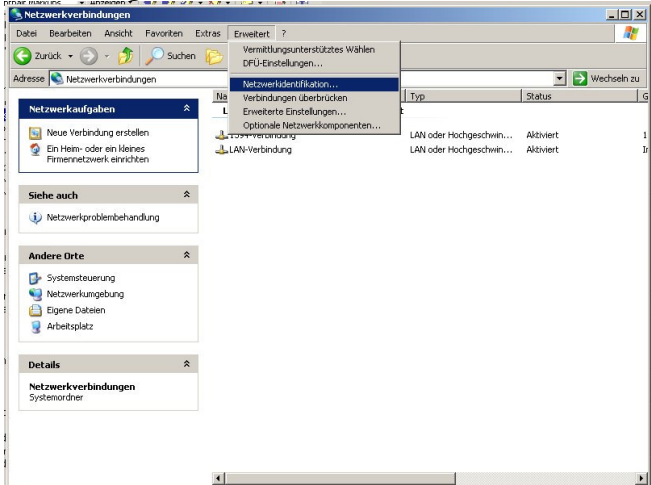 Netzwerkverbindungen
Datei Bearbeiten Ansicht Favoriten Extras Erweitert ?
Zurück Suchen
Adresse Netzwerkverbindungen Wechseln zu
Vermittlungsunterstütztes Wählen
DFÜ-Einstellungen...
Netzwerkidentifikation...
Verbindungen überbrücken
Erweiterte Einstellungen...
Optionale Netzwerkkomponenten...
Typ Status G
1394-Verbindung LAN oder Hochgeschwin... Aktiviert 1
LAN-Verbindung LAN oder Hochgeschwin... Aktiviert
Netzwerkaufgaben
Neue Verbindung erstellen
Ein Heim- oder ein kleines
Firmennetzwerk einrichten
Siehe auch
Netzwerkproblembehandlung
Andere Orte
Systemsteuerung
Netzwerkumgebung
Eigene Dateien
Arbeitsplatz
Details
Netzwerkverbindungen
Systemordner